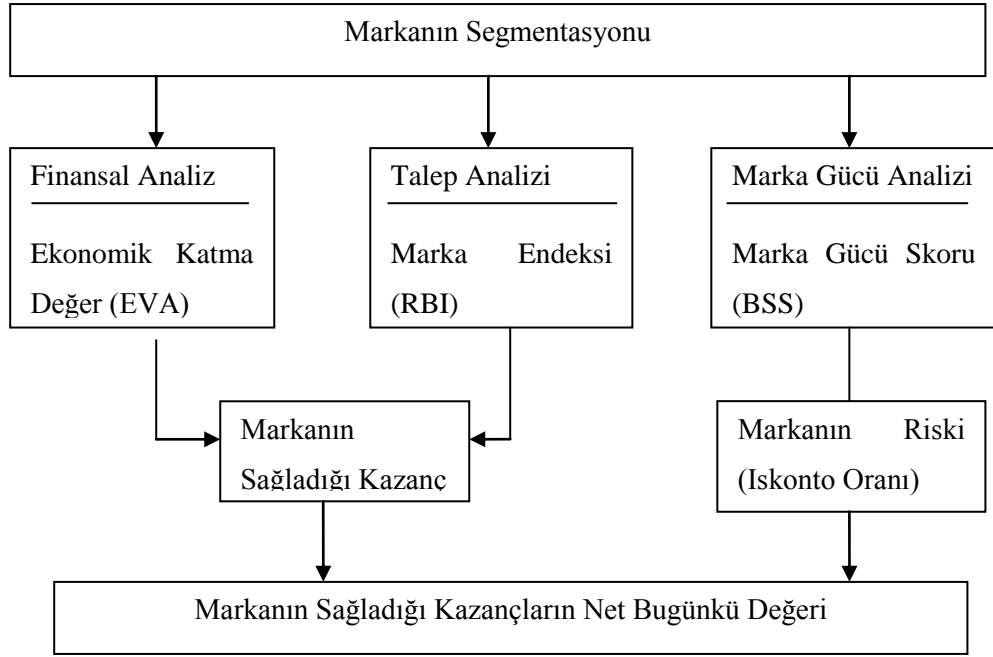 Markanın Segmentasyonu
Finansal Analiz
Ekonomik Katma
Değer (EVA)
Talep Analizi
Marka Endeksi
(RBI)
Marka Gücü Analizi
Marka Gücü Skoru
(BSS)
Markanın
Sağladığı Kazanç
Markanın Riski
(Iskonto Oranı)
Markanın Sağladığı Kazançların Net Bugünkü Değeri